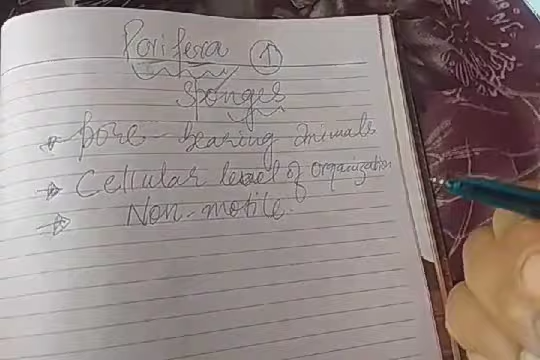 Porifera ①
Sponges
→ pore - bearing animals
→ Cellular level of organization
→ Non-motile.